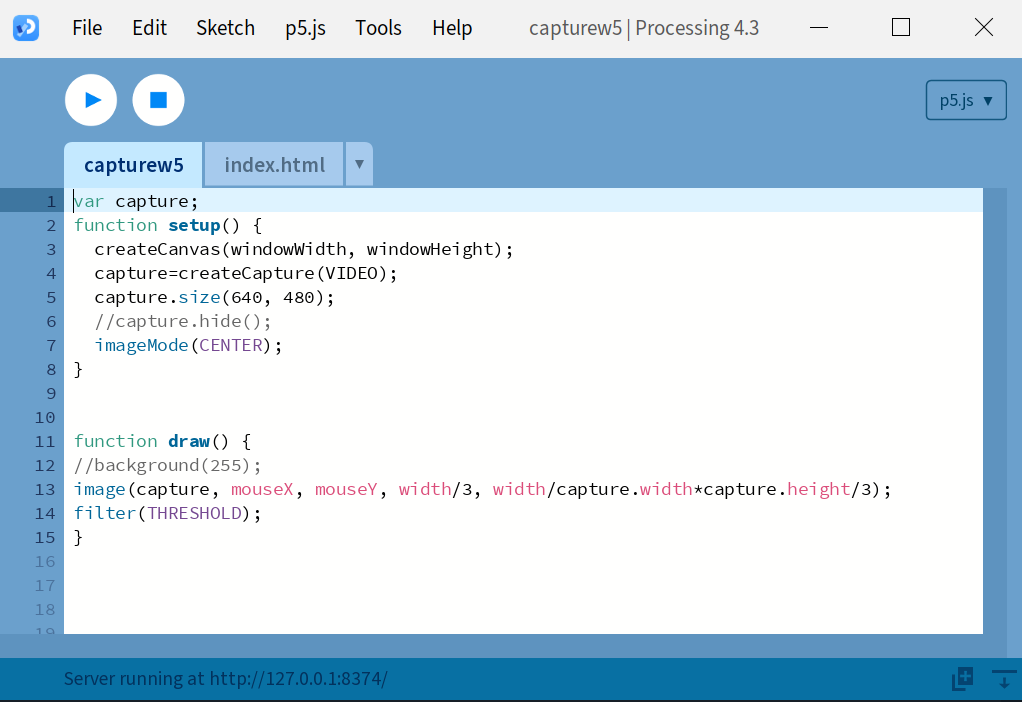 File Edit Sketch p5.js Tools Help capturew5 | Processing 4.3
p5.js ▼
capturew5 index.html ▼
1 var capture;
2 function setup() {
3   createCanvas(windowWidth, windowHeight);
4   capture=createCapture(VIDEO);
5   capture.size(640, 480);
6   //capture.hide();
7   imageMode(CENTER);
8 }
9
10
11 function draw() {
12 //background(255);
13 image(capture, mouseX, mouseY, width/3, width/capture.width*capture.height/3);
14 filter(THRESHOLD);
15 }
16
17
18
19
Server running at http://127.0.0.1:8374/